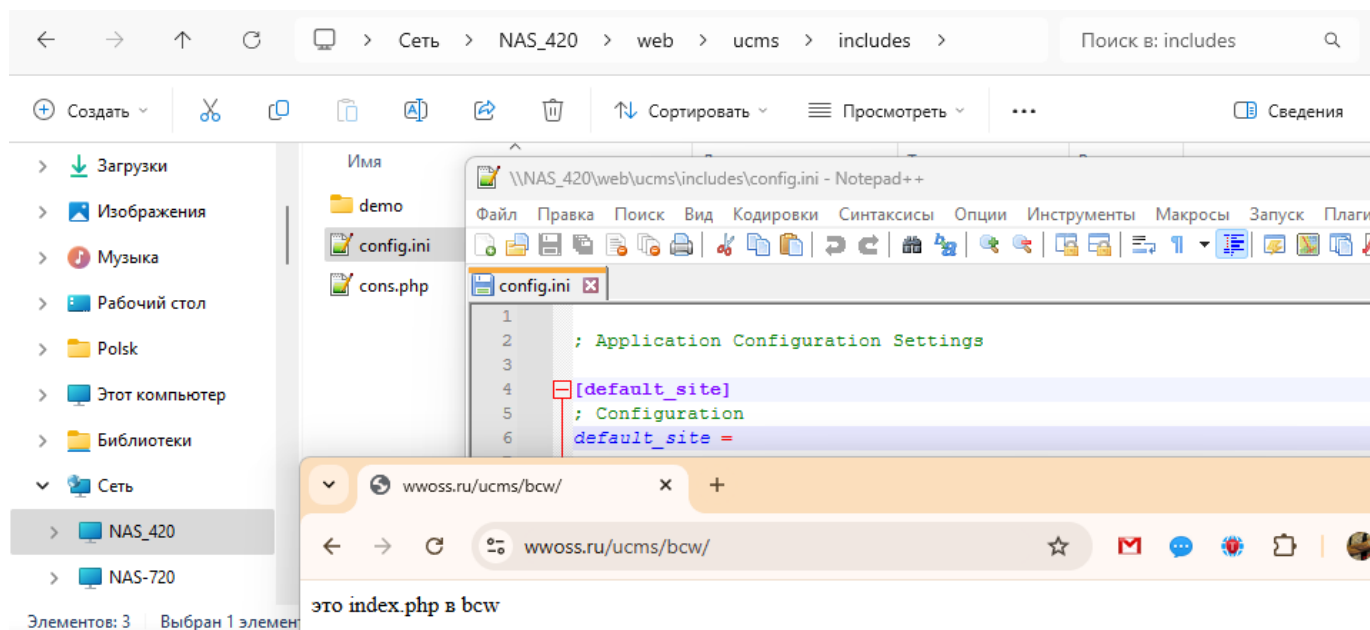 Сеть > NAS_420 > web > ucms > includes >
Поиск в: includes
Создать
Сортировать
Просмотреть
Сведения
Загрузки
Изображения
Музыка
Рабочий стол
Polsk
Этот компьютер
Библиотеки
Сеть
NAS_420
NAS-720
Элементов: 3
Выбран 1 элемен
Имя
demo
config.ini
cons.php
\\NAS_420\web\ucms\includes\config.ini - Notepad++
Файл Правка Поиск Вид Кодировки Синтаксисы Опции Инструменты Макросы Запуск Плаги
config.ini
1
2 ; Application Configuration Settings
3
4 [default_site]
5 ; Configuration
6 default_site =
wwoss.ru/ucms/bcw/
wwoss.ru/ucms/bcw/
это index.php в bcw